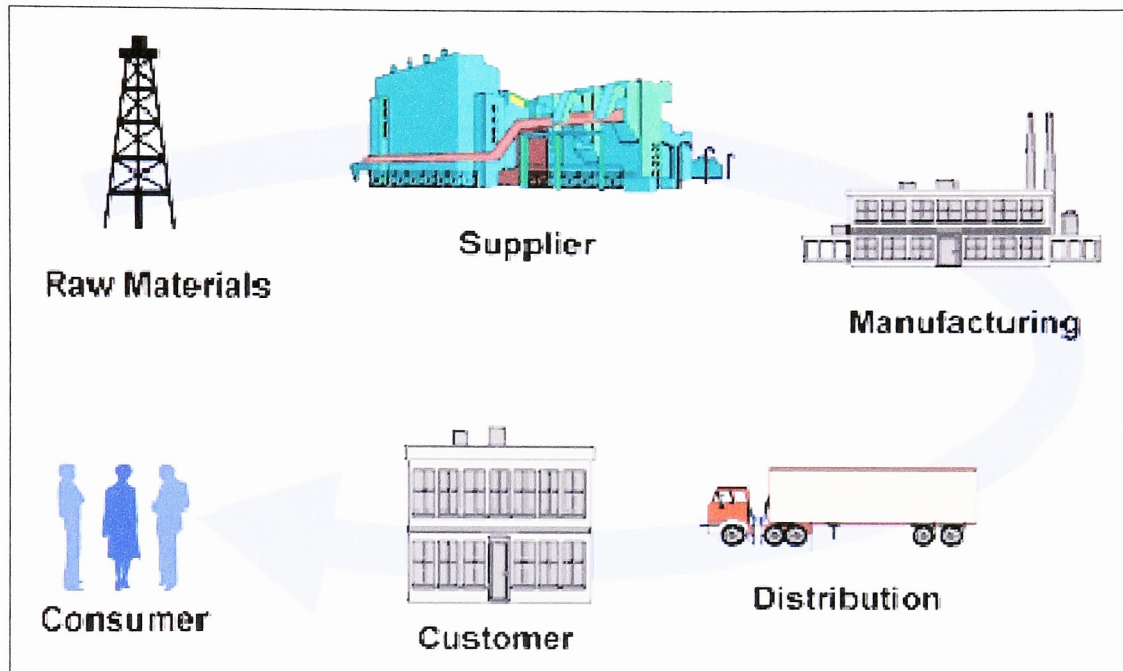 Raw Materials
Supplier
Manufacturing
Distribution
Customer
Consumer